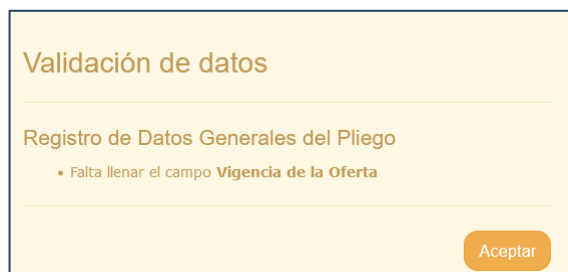 Validación de datos
Registro de Datos Generales del Pliego
• Falta llenar el campo Vigencia de la Oferta
Aceptar